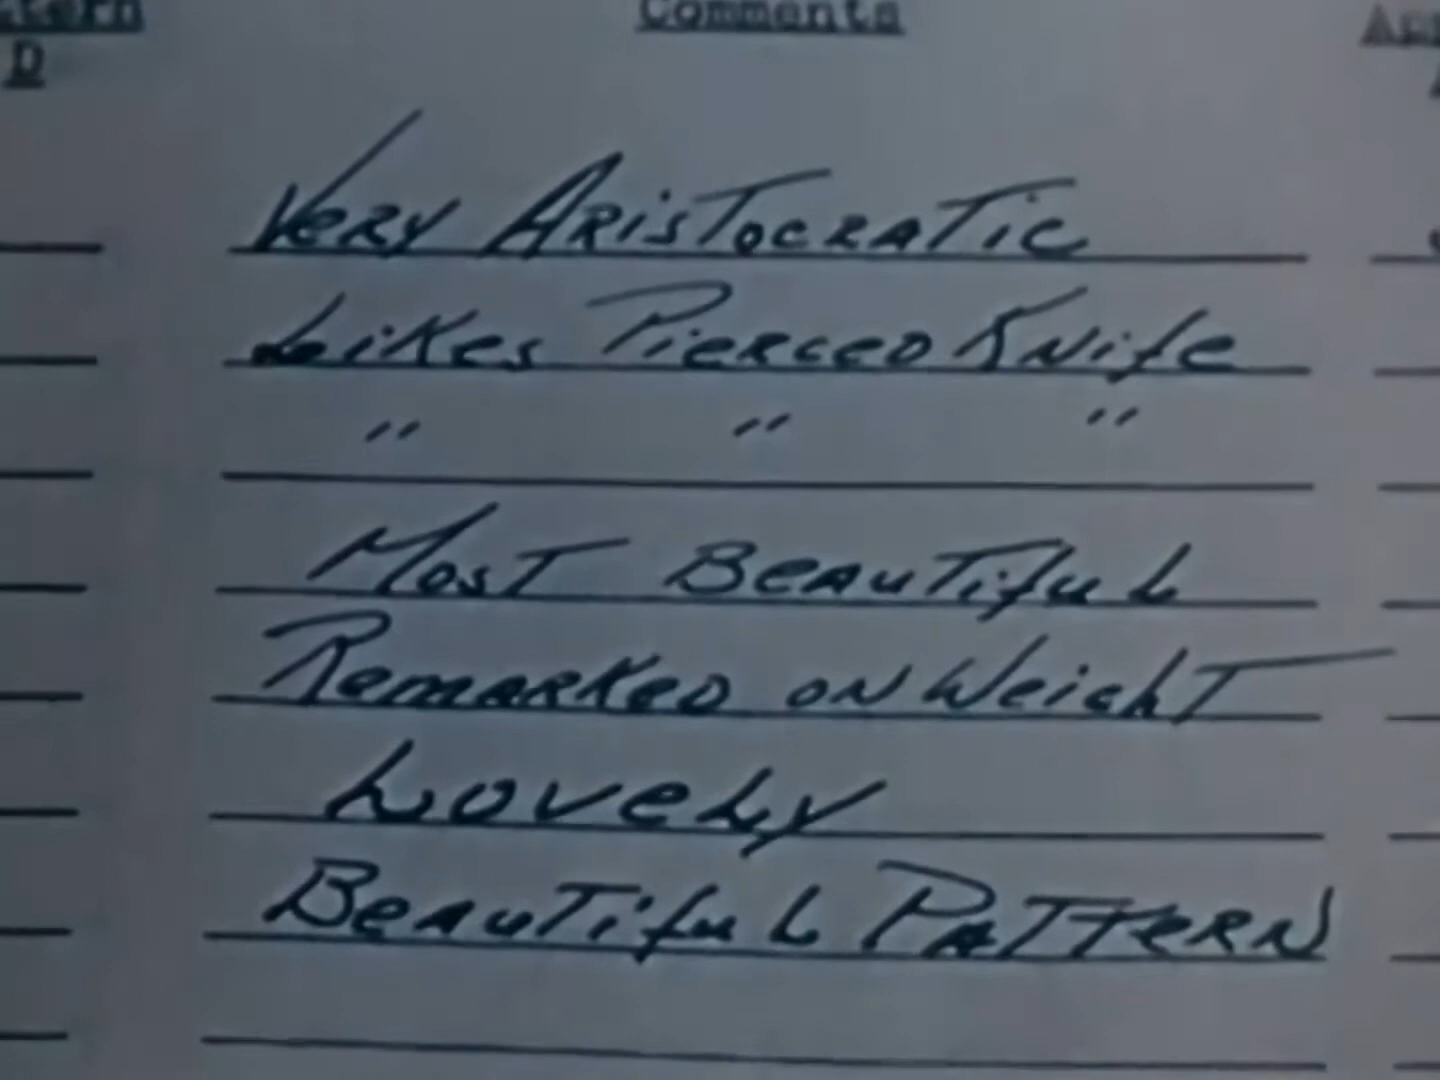 Comments
D
Very Aristocratic
Likes Pierced Knife
" " "
Most Beautiful
Remarked on Weight
Lovely
Beautiful Pattern